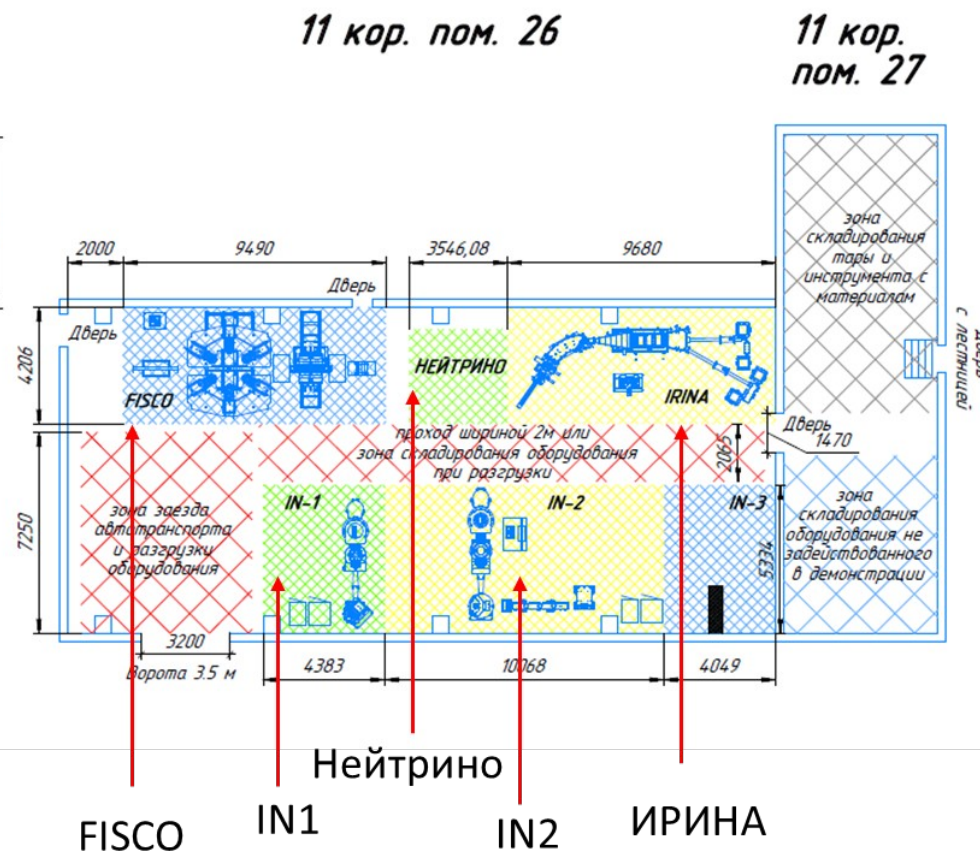 11 кор. пом. 26
11 кор.
пом. 27
2000
9490
3546,08
9680
Дверь
Дверь
4206
FISCO
НЕЙТРИНО
IRINA
зона
складирования
тары и
инструмента с
материалам
Дверь
с лестницей
проход шириной 2м или
зона складирования оборудования
при разгрузки
2065
Дверь
1470
7250
зона заезда
автотранспорта
и разгрузки
оборудования
IN-1
IN-2
IN-3
5334
зона
складирования
оборудования не
задействованного
в демонстрации
3200
Ворота 3.5 м
4383
10068
4049
Нейтрино
FISCO
IN1
IN2
ИРИНА